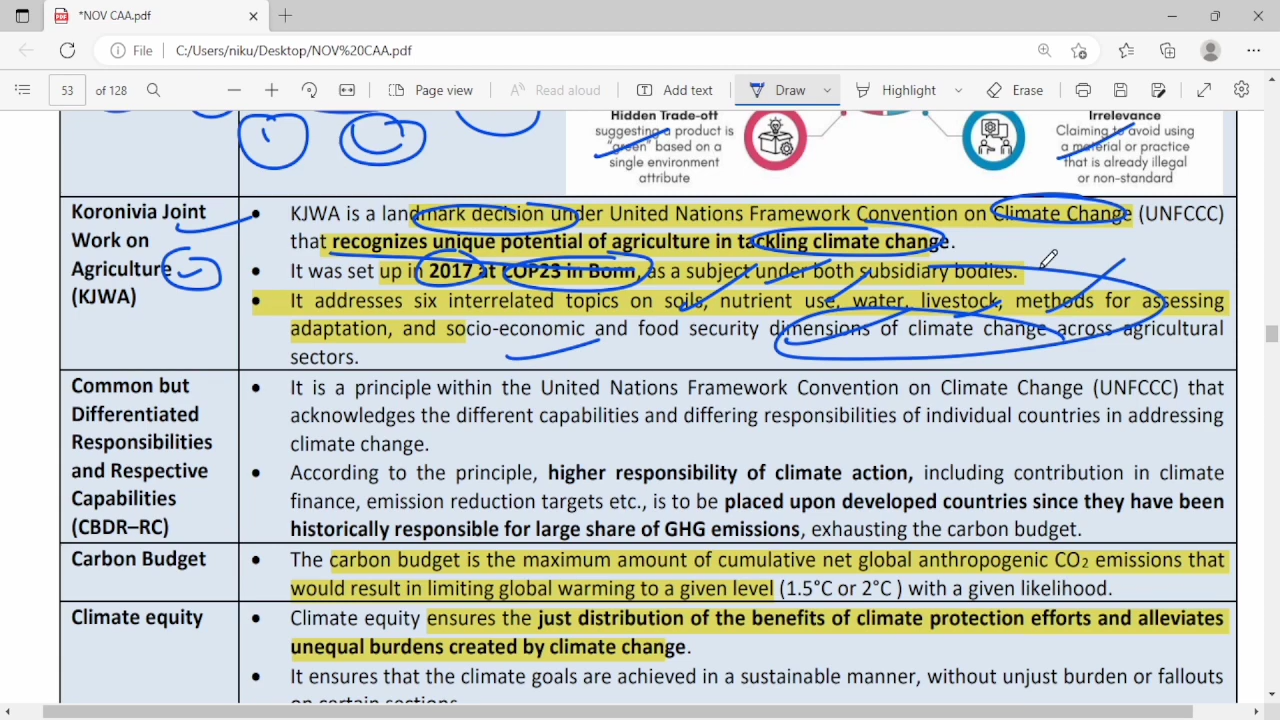 *NOV CAA.pdf
File C:/Users/niku/Desktop/NOV%20CAA.pdf
53 of 128 Page view Read aloud Add text Draw Highlight Erase
Hidden Trade-off
suggesting a product is
"green" based on a
single environment
attribute
Irrelevance
Claiming to avoid using
a material or practice
that is already illegal
or non-standard
Koronivia Joint
Work on
Agriculture
(KJWA)
• KJWA is a landmark decision under United Nations Framework Convention on Climate Change (UNFCCC)
that recognizes unique potential of agriculture in tackling climate change.
• It was set up in 2017 at COP23 in Bonn, as a subject under both subsidiary bodies.
• It addresses six interrelated topics on soils, nutrient use, water, livestock, methods for assessing
adaptation, and socio-economic and food security dimensions of climate change across agricultural
sectors.
Common but
Differentiated
Responsibilities
and Respective
Capabilities
(CBDR–RC)
• It is a principle within the United Nations Framework Convention on Climate Change (UNFCCC) that
acknowledges the different capabilities and differing responsibilities of individual countries in addressing
climate change.
• According to the principle, higher responsibility of climate action, including contribution in climate
finance, emission reduction targets etc., is to be placed upon developed countries since they have been
historically responsible for large share of GHG emissions, exhausting the carbon budget.
Carbon Budget
• The carbon budget is the maximum amount of cumulative net global anthropogenic CO2 emissions that
would result in limiting global warming to a given level (1.5°C or 2°C ) with a given likelihood.
Climate equity
• Climate equity ensures the just distribution of the benefits of climate protection efforts and alleviates
unequal burdens created by climate change.
• It ensures that the climate goals are achieved in a sustainable manner, without unjust burden or fallouts
on certain sections.